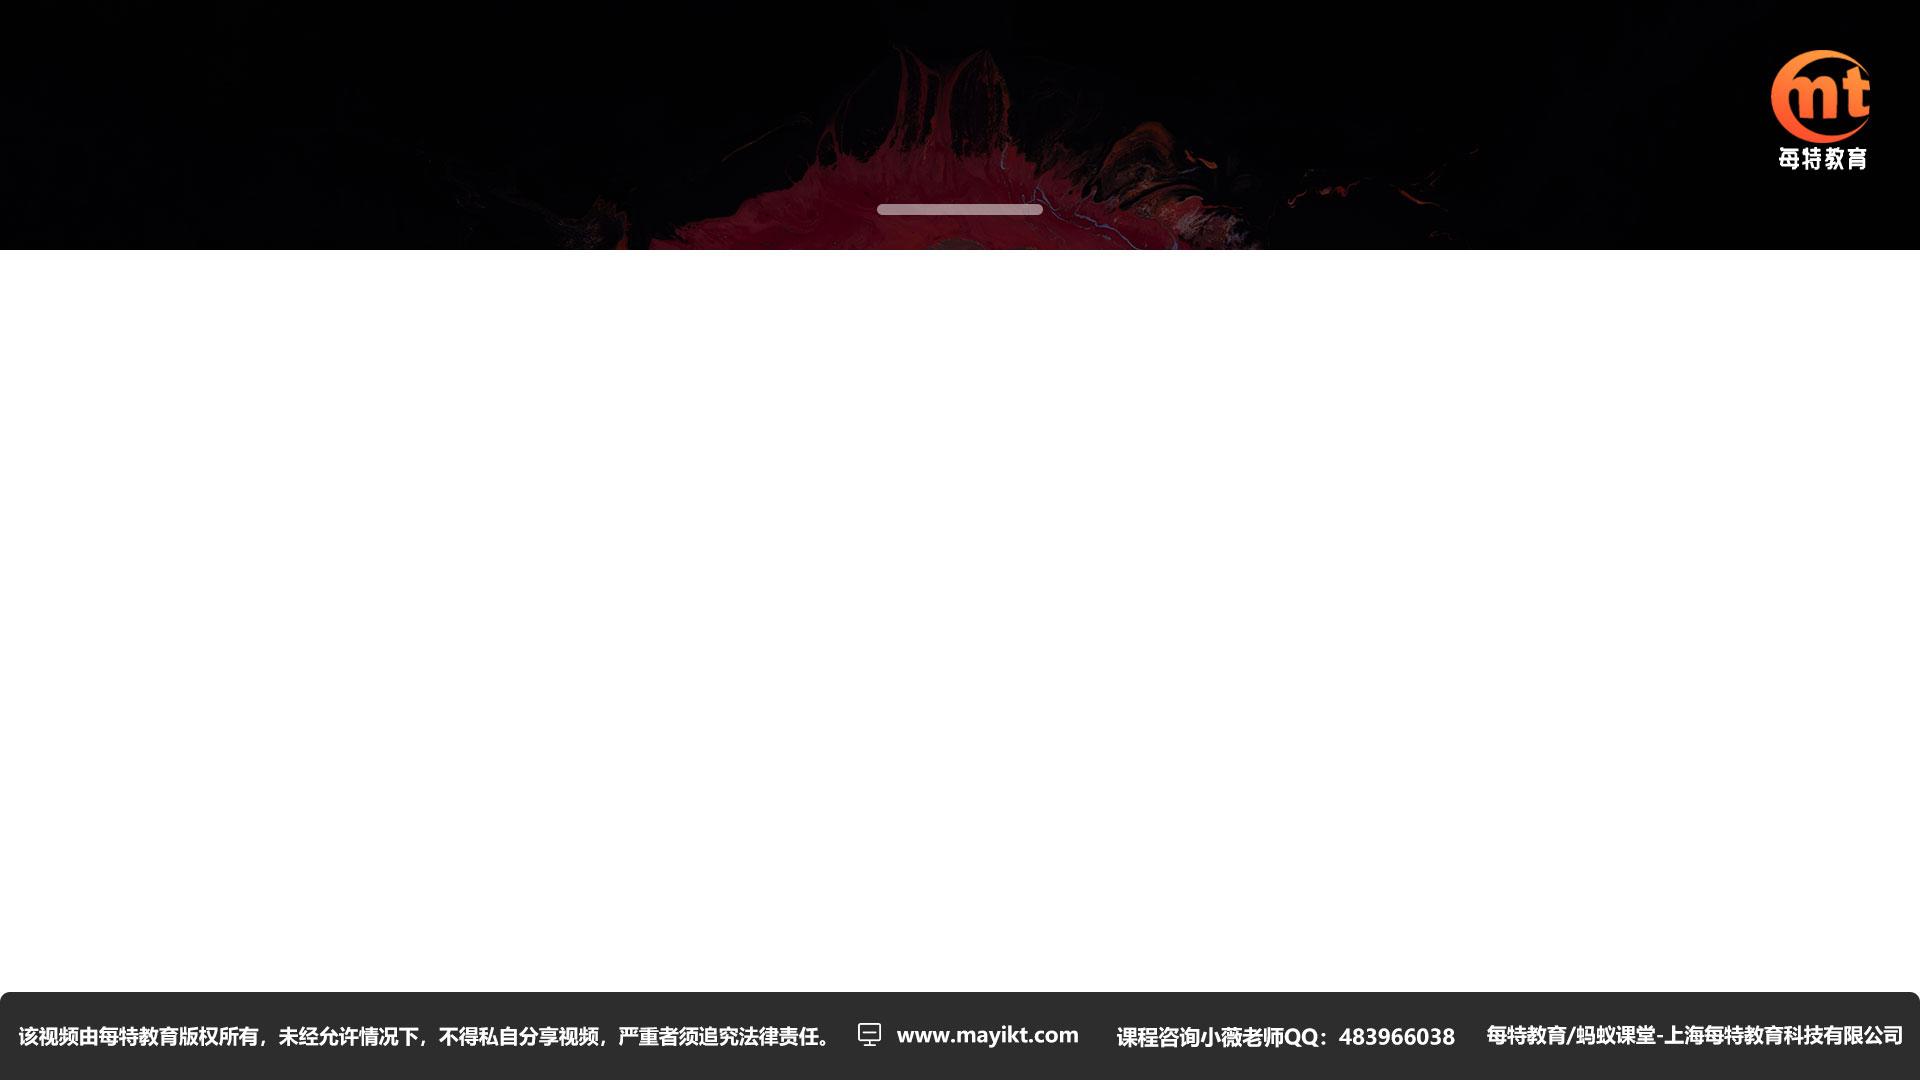 mt
每特教育
该视频由每特教育版权所有，未经允许情况下，不得私自分享视频，严重者须追究法律责任。 www.mayikt.com 课程咨询小薇老师QQ：483966038 每特教育/蚂蚁课堂-上海每特教育科技有限公司